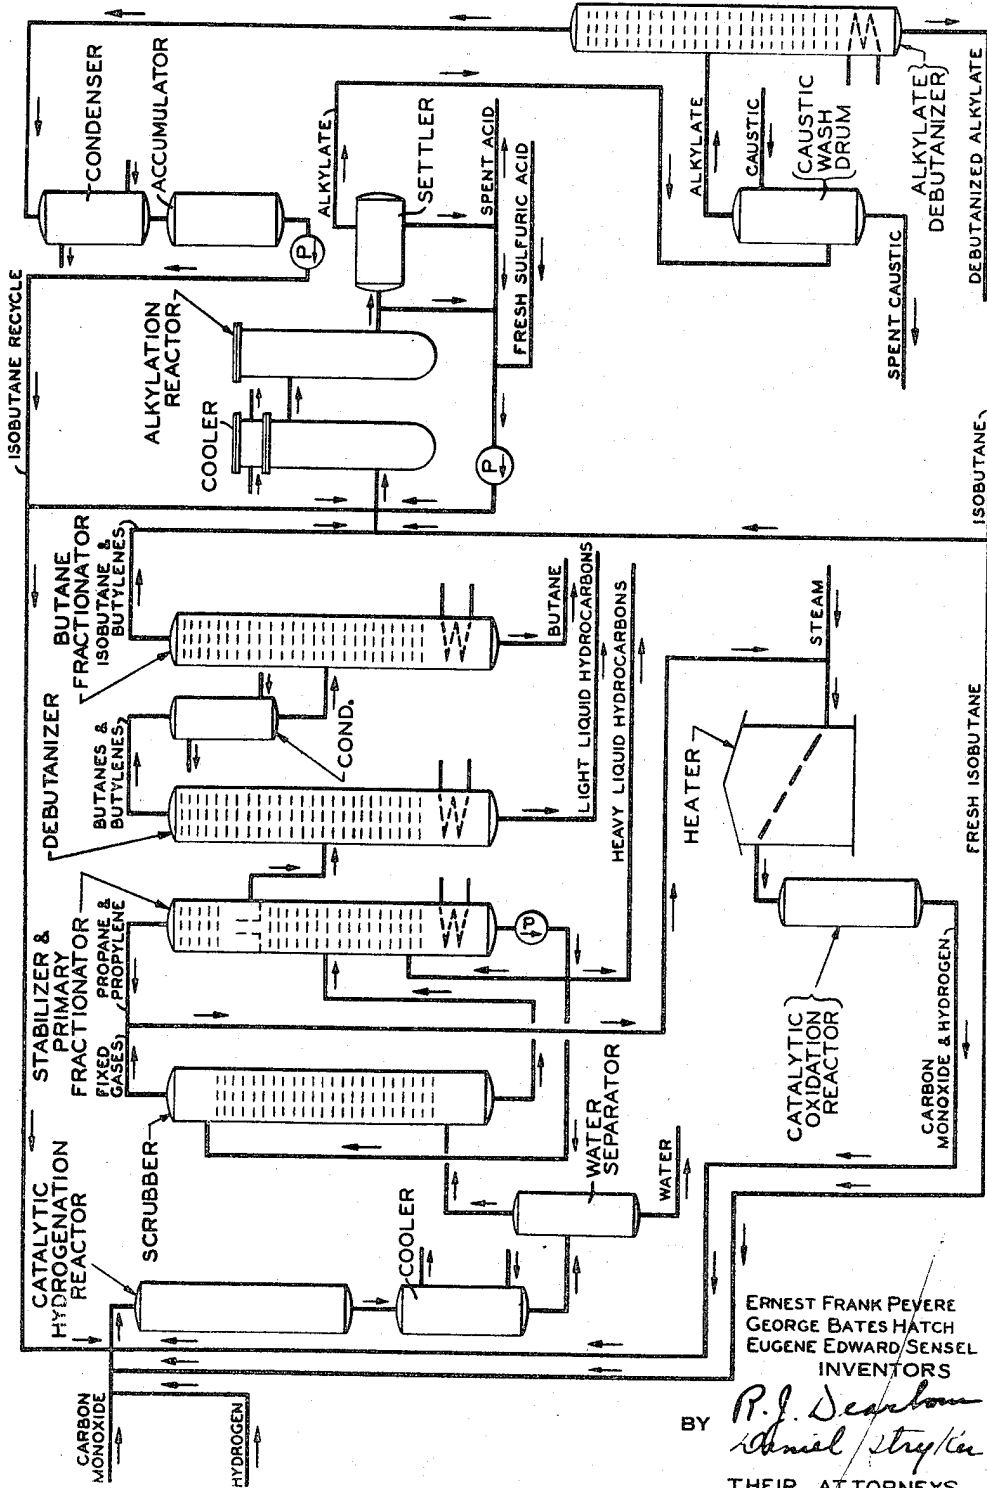 CARBON
MONOXIDE
HYDROGEN
CATALYTIC
HYDROGENATION
REACTOR
COOLER
WATER
SEPARATOR
WATER
SCRUBBER
FIXED
GASES
PROPANE &
PROPYLENE
STABILIZER &
PRIMARY
FRACTIONATOR
P
DEBUTANIZER
BUTANES &
BUTYLENES
COND.
BUTANE
FRACTIONATOR
ISOBUTANE &
BUTYLENES
BUTANE
LIGHT LIQUID HYDROCARBONS
HEAVY LIQUID HYDROCARBONS
STEAM
HEATER
CATALYTIC
OXIDATION
REACTOR
CARBON
MONOXIDE & HYDROGEN
FRESH ISOBUTANE
ISOBUTANE
ISOBUTANE RECYCLE
COOLER
ALKYLATION
REACTOR
P
FRESH SULFURIC ACID
SPENT ACID
SETTLER
ALKYLATE
P
CONDENSER
ACCUMULATOR
ALKYLATE
CAUSTIC
CAUSTIC
WASH
DRUM
SPENT CAUSTIC
ALKYLATE
DEBUTANIZER
DEBUTANIZED ALKYLATE
ERNEST FRANK PEVERE
GEORGE BATES HATCH
EUGENE EDWARD SENSEL
INVENTORS
BY R.J. Dearborn
Daniel Stryker
THEIR ATTORNEYS